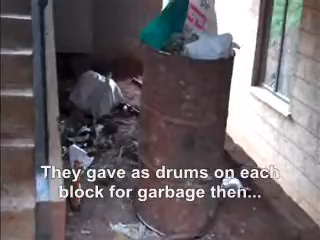 They gave as drums on each
block for garbage then...